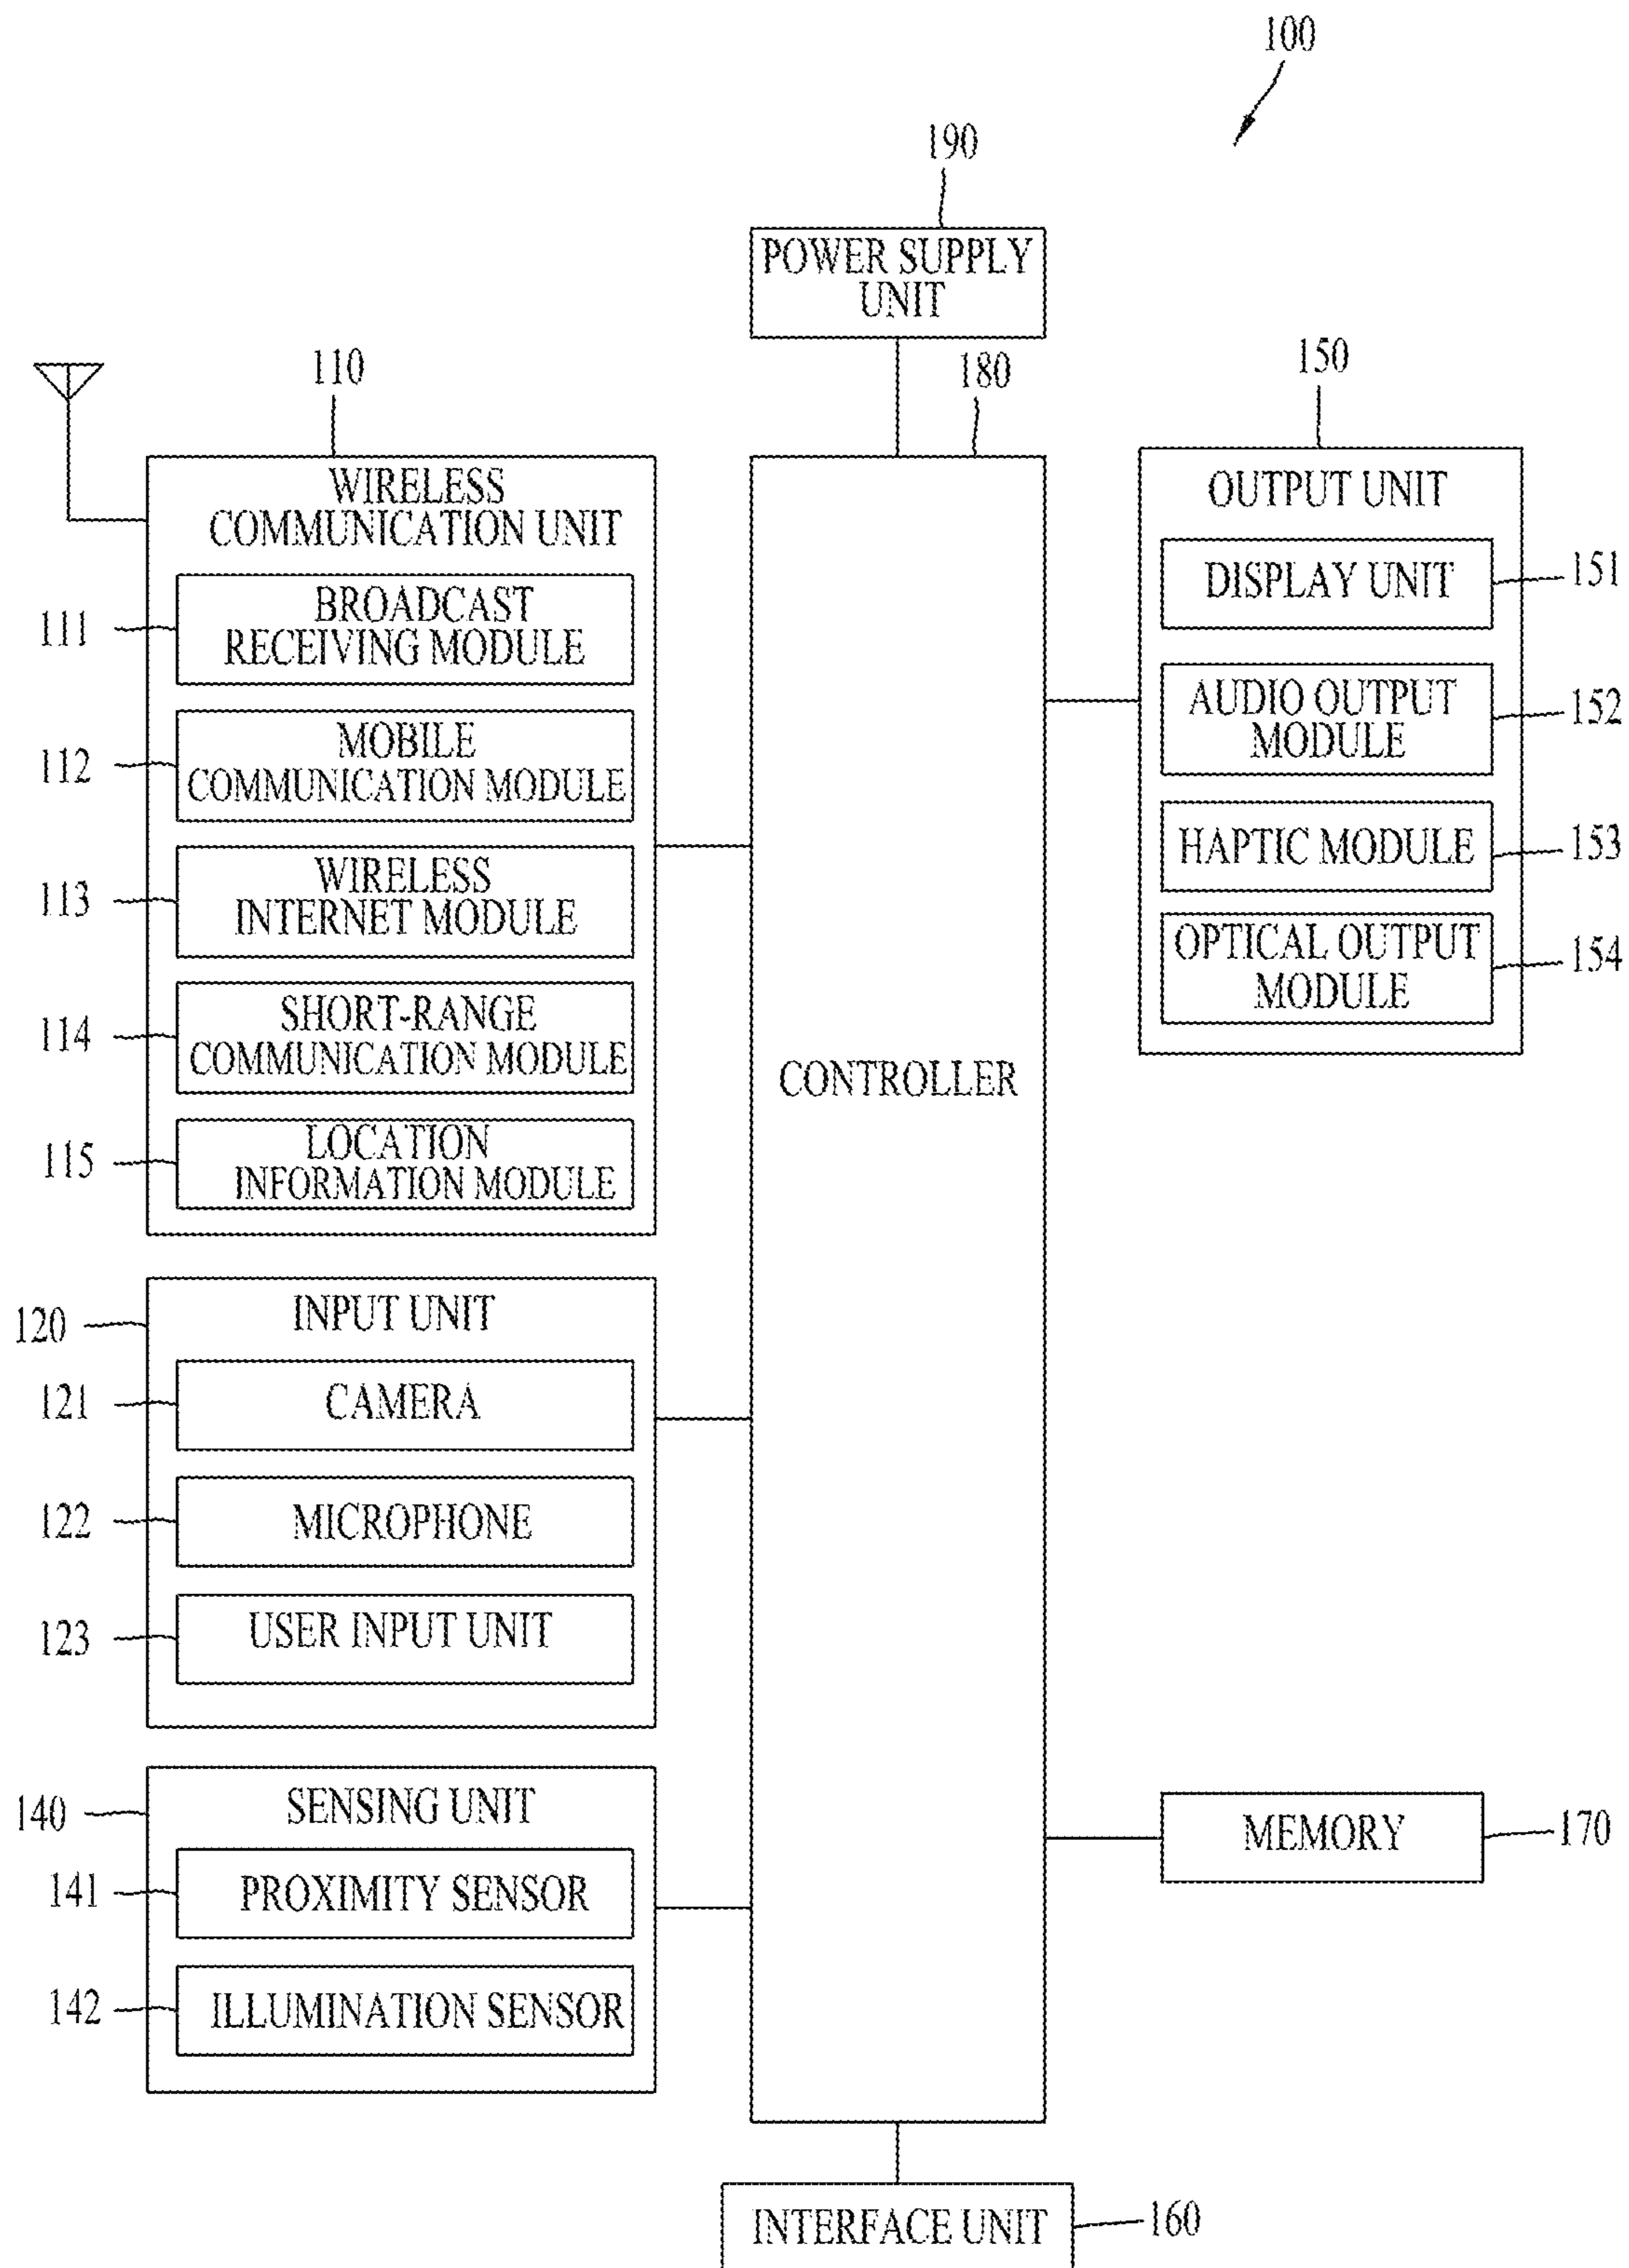 100
190
POWER SUPPLY
UNIT
110
180
150
WIRELESS
COMMUNICATION UNIT
111
BROADCAST
RECEIVING MODULE
112
MOBILE
COMMUNICATION MODULE
113
WIRELESS
INTERNET MODULE
114
SHORT-RANGE
COMMUNICATION MODULE
115
LOCATION
INFORMATION MODULE
120
INPUT UNIT
121
CAMERA
122
MICROPHONE
123
USER INPUT UNIT
140
SENSING UNIT
141
PROXIMITY SENSOR
142
ILLUMINATION SENSOR
CONTROLLER
OUTPUT UNIT
DISPLAY UNIT
151
AUDIO OUTPUT
MODULE
152
HAPTIC MODULE
153
OPTICAL OUTPUT
MODULE
154
MEMORY
170
INTERFACE UNIT
160